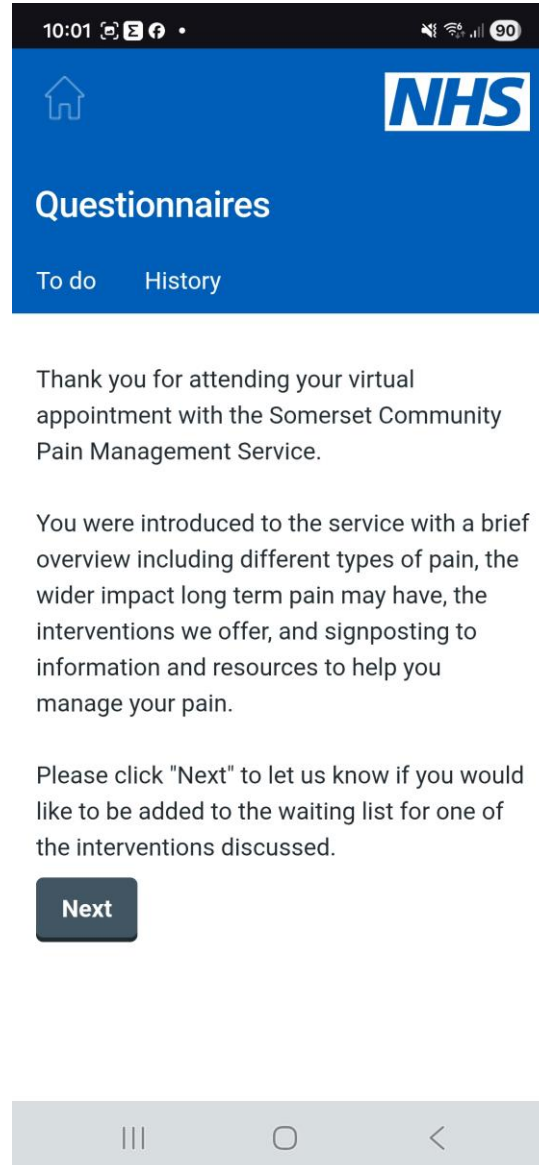 10:01
90
NHS
Questionnaires
To do History
Thank you for attending your virtual
appointment with the Somerset Community
Pain Management Service.
You were introduced to the service with a brief
overview including different types of pain, the
wider impact long term pain may have, the
interventions we offer, and signposting to
information and resources to help you
manage your pain.
Please click "Next" to let us know if you would
like to be added to the waiting list for one of
the interventions discussed.
Next